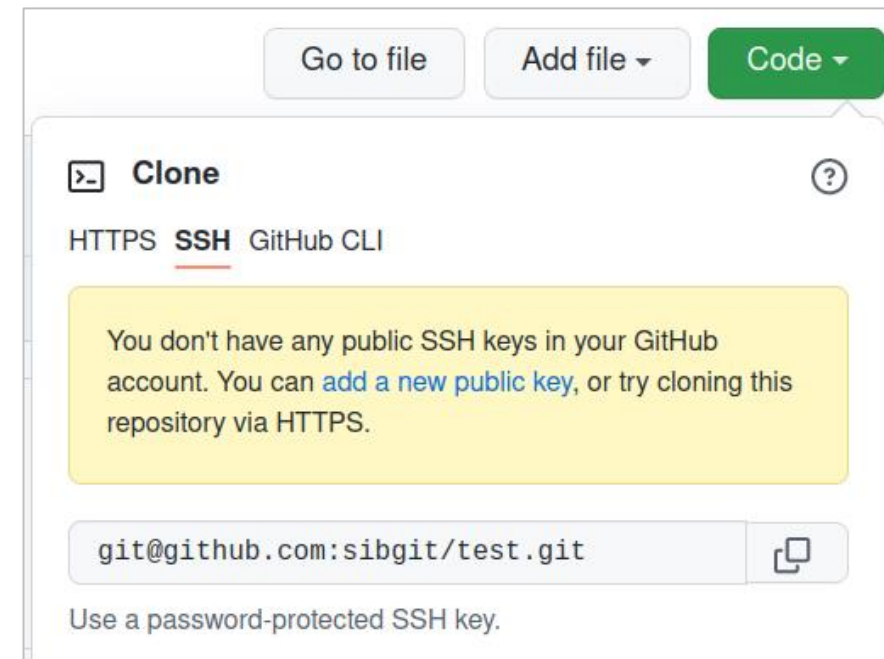 Go to file Add file Code
>_ Clone ?
HTTPS SSH GitHub CLI
You don't have any public SSH keys in your GitHub
account. You can add a new public key, or try cloning this
repository via HTTPS.
git@github.com:sibgit/test.git
Use a password-protected SSH key.